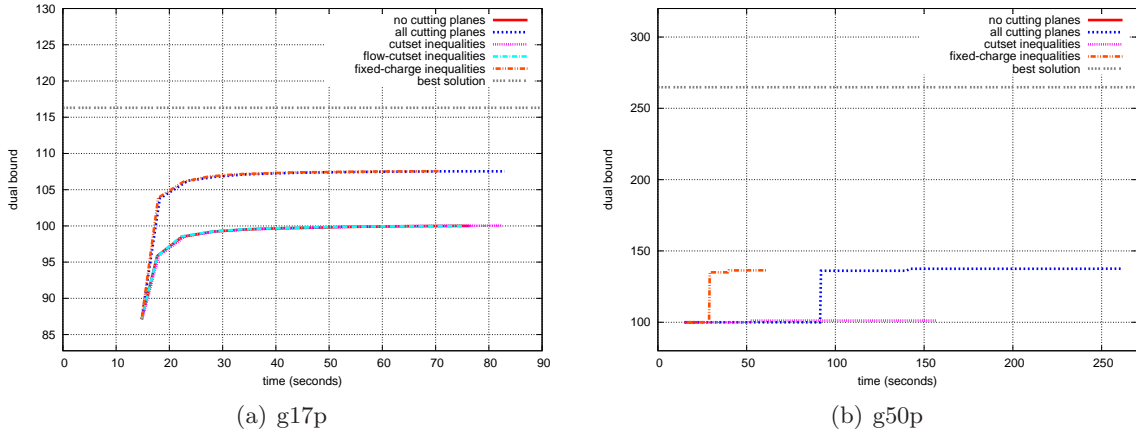 130
125
120
115
110
105
100
95
90
85
dual bound
no cutting planes
all cutting planes
cutset inequalities
flow-cutset inequalities
fixed-charge inequalities
best solution
0 10 20 30 40 50 60 70 80 90
time (seconds)
(a) g17p
300
250
200
150
100
dual bound
no cutting planes
all cutting planes
cutset inequalities
fixed-charge inequalities
best solution
0 50 100 150 200 250
time (seconds)
(b) g50p